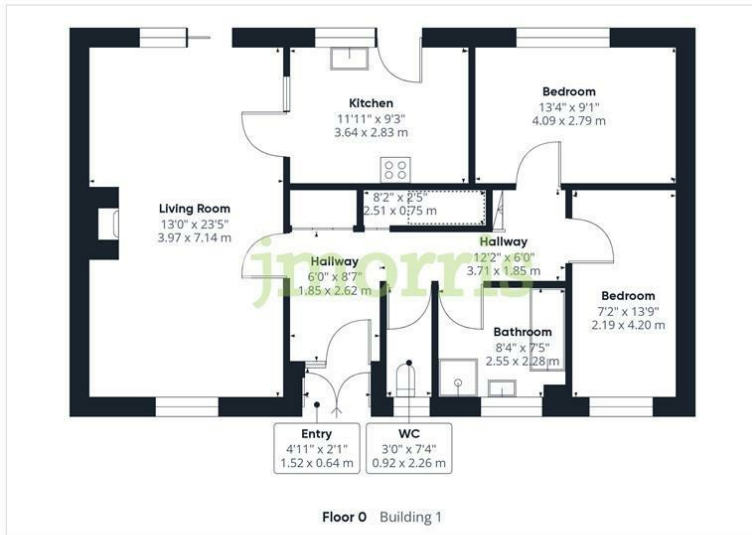 Kitchen
11'11" x 9'3"
3.64 x 2.83 m
Bedroom
13'4" x 9'1"
4.09 x 2.79 m
Living Room
13'0" x 23'5"
3.97 x 7.14 m
8'2" x 2'5"
2.51 x 0.75 m
Hallway
6'0" x 8'7"
1.85 x 2.62 m
Hallway
12'2" x 6'0"
3.71 x 1.85 m
jmorris
Bedroom
7'2" x 13'9"
2.19 x 4.20 m
Bathroom
8'4" x 7'5"
2.55 x 2.28 m
Entry
4'11" x 2'1"
1.52 x 0.64 m
WC
3'0" x 7'4"
0.92 x 2.26 m
Floor 0 Building 1